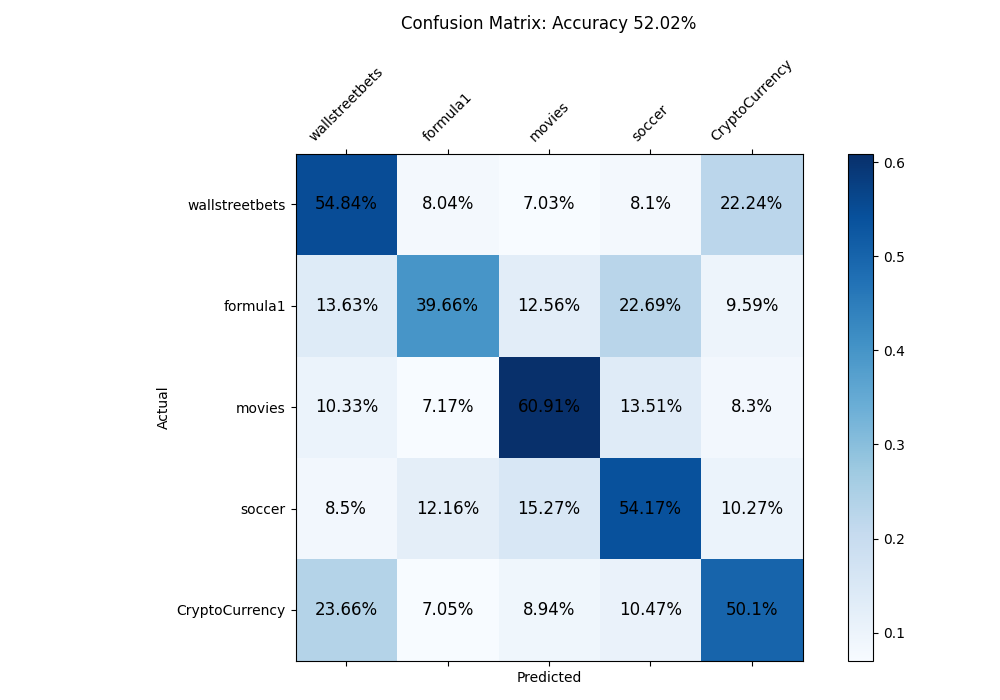 Confusion Matrix: Accuracy 52.02%
wallstreetbets formula1 movies soccer CryptoCurrency
wallstreetbets 54.84% 8.04% 7.03% 8.1% 22.24%
formula1 13.63% 39.66% 12.56% 22.69% 9.59%
movies 10.33% 7.17% 60.91% 13.51% 8.3%
soccer 8.5% 12.16% 15.27% 54.17% 10.27%
CryptoCurrency 23.66% 7.05% 8.94% 10.47% 50.1%
Actual
Predicted
0.6
0.5
0.4
0.3
0.2
0.1